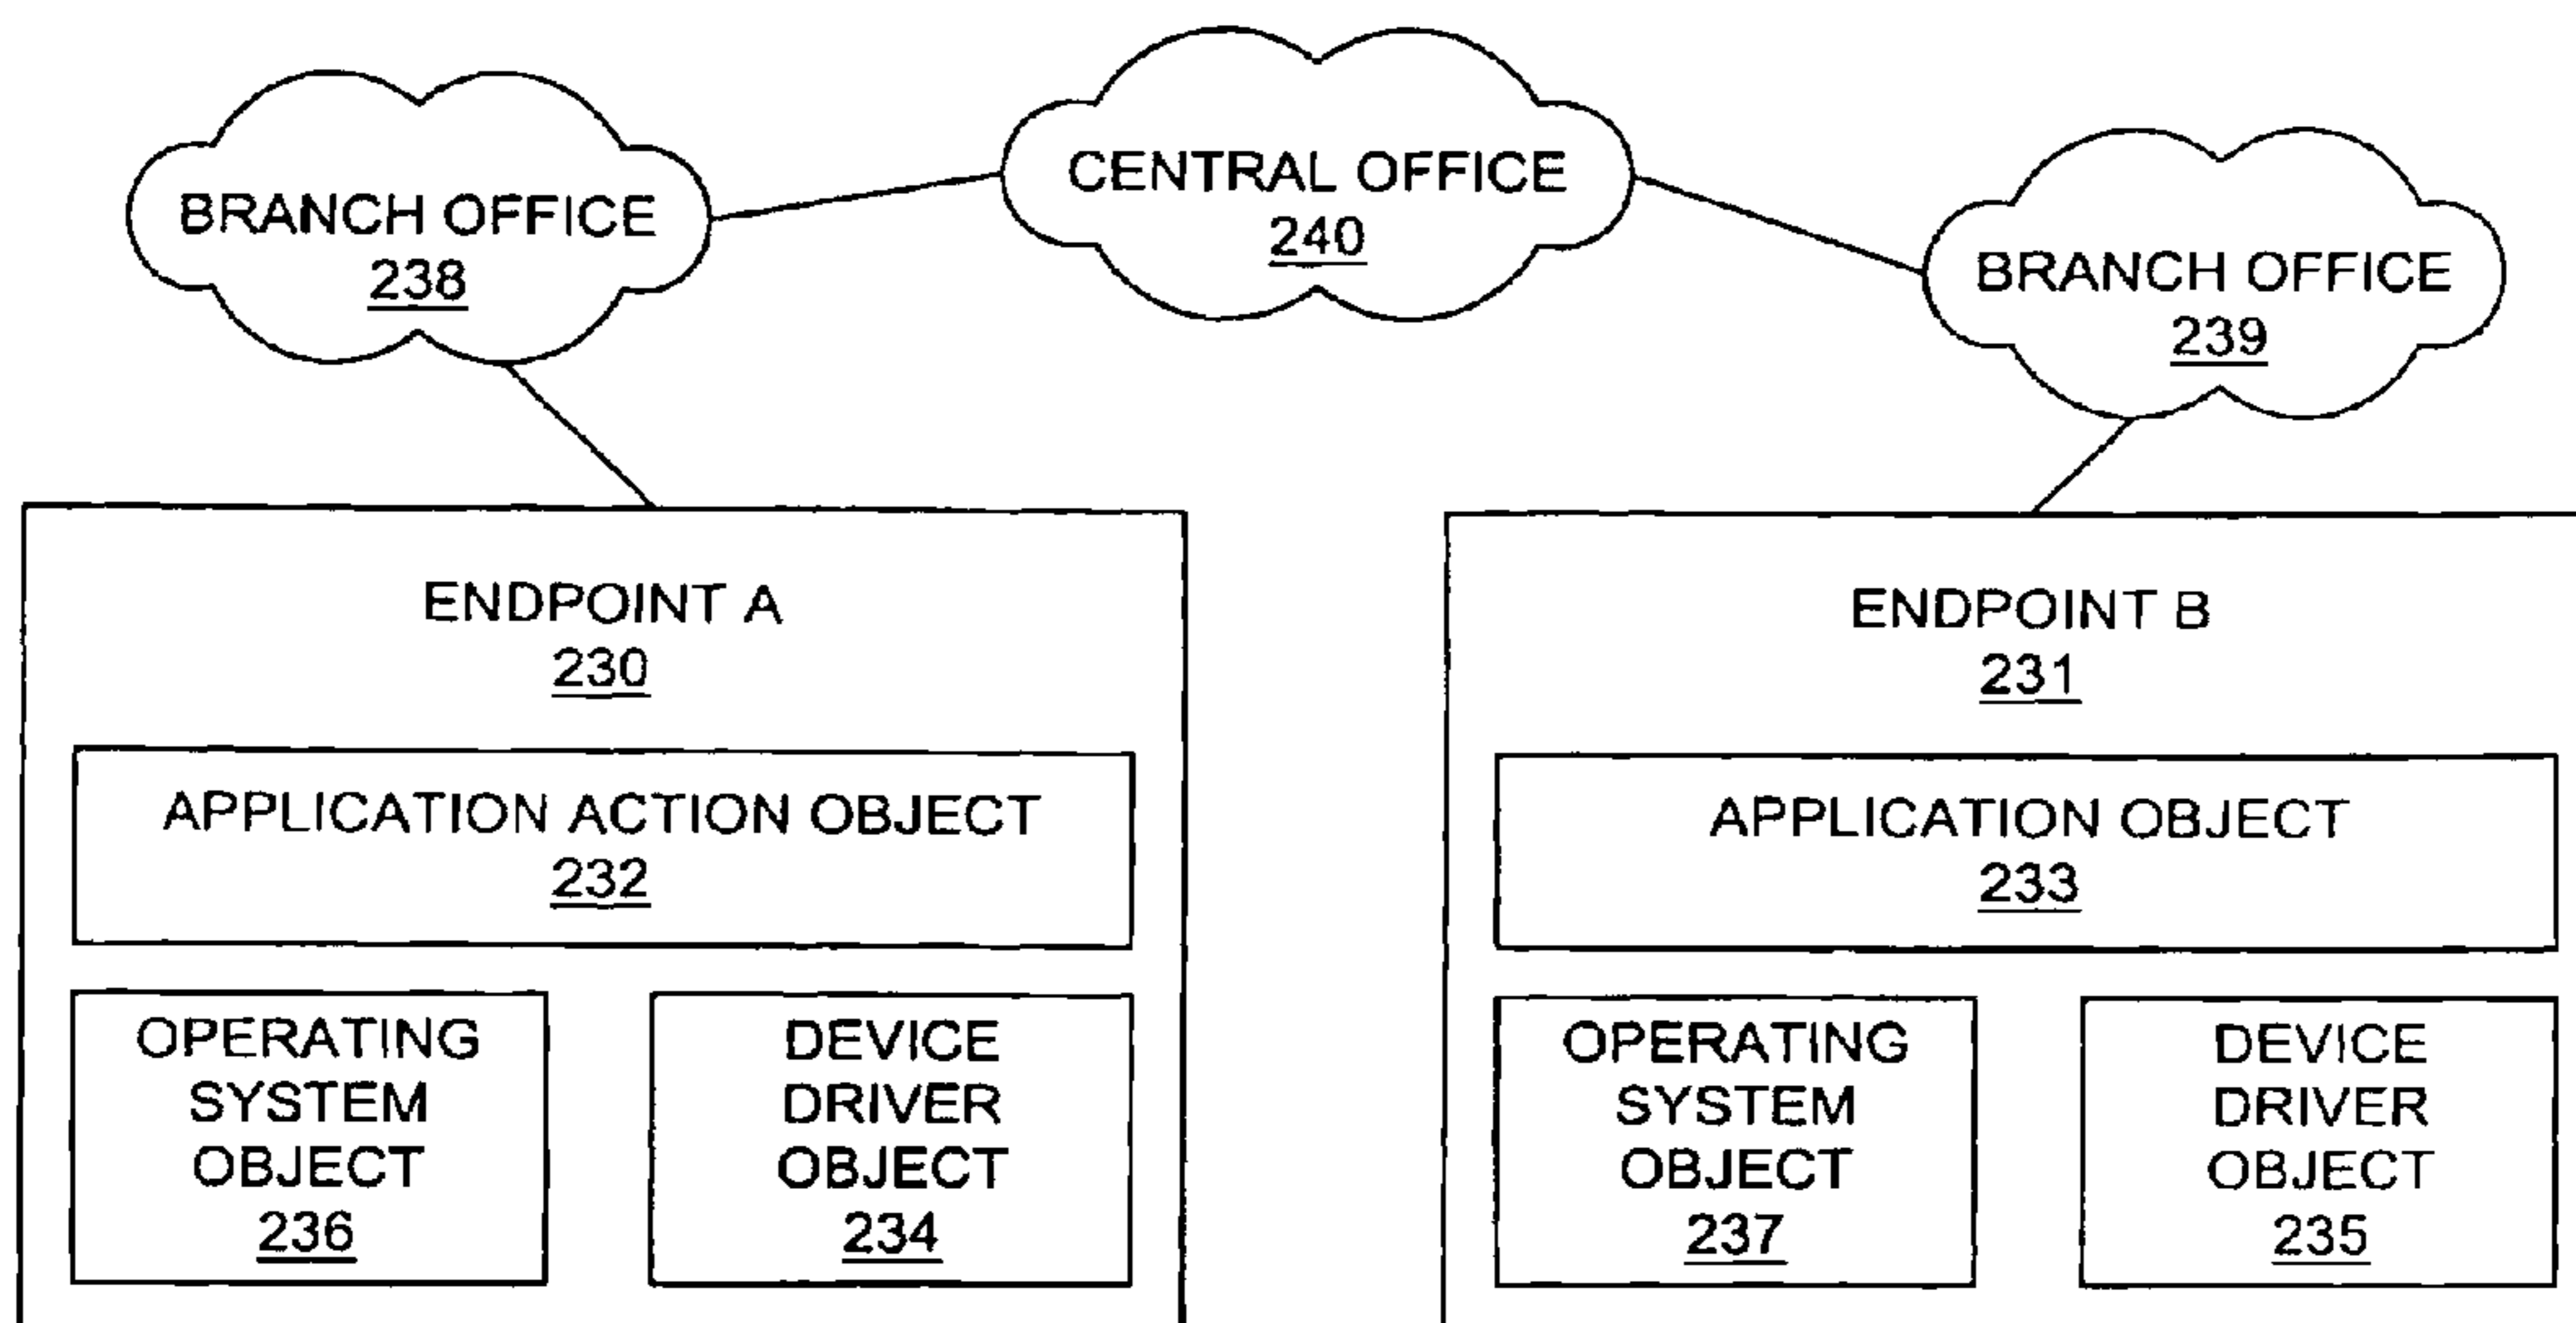 BRANCH OFFICE
238
CENTRAL OFFICE
240
BRANCH OFFICE
239
ENDPOINT A
230
APPLICATION ACTION OBJECT
232
OPERATING
SYSTEM
OBJECT
236
DEVICE
DRIVER
OBJECT
234
ENDPOINT B
231
APPLICATION OBJECT
233
OPERATING
SYSTEM
OBJECT
237
DEVICE
DRIVER
OBJECT
235